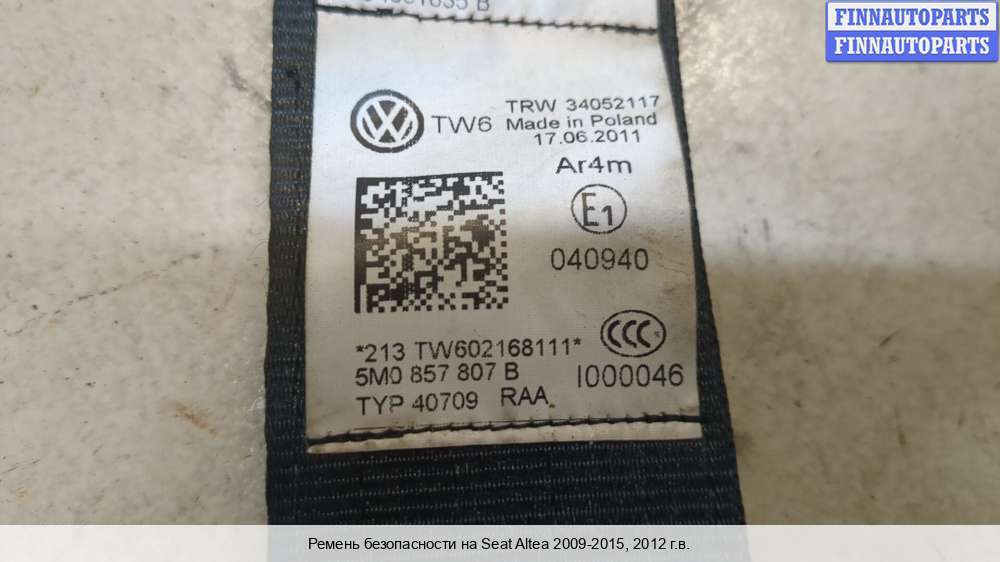 FINNAUTOPARTS
FINNAUTOPARTS
TW6
TRW 34052117
Made in Poland
17.06.2011
Ar4m
E1
040940
*213 TW602168111*
5M0 857 807 B
I000046
TYP 40709 RAA
Ремень безопасности на Seat Altea 2009-2015, 2012 г.в.